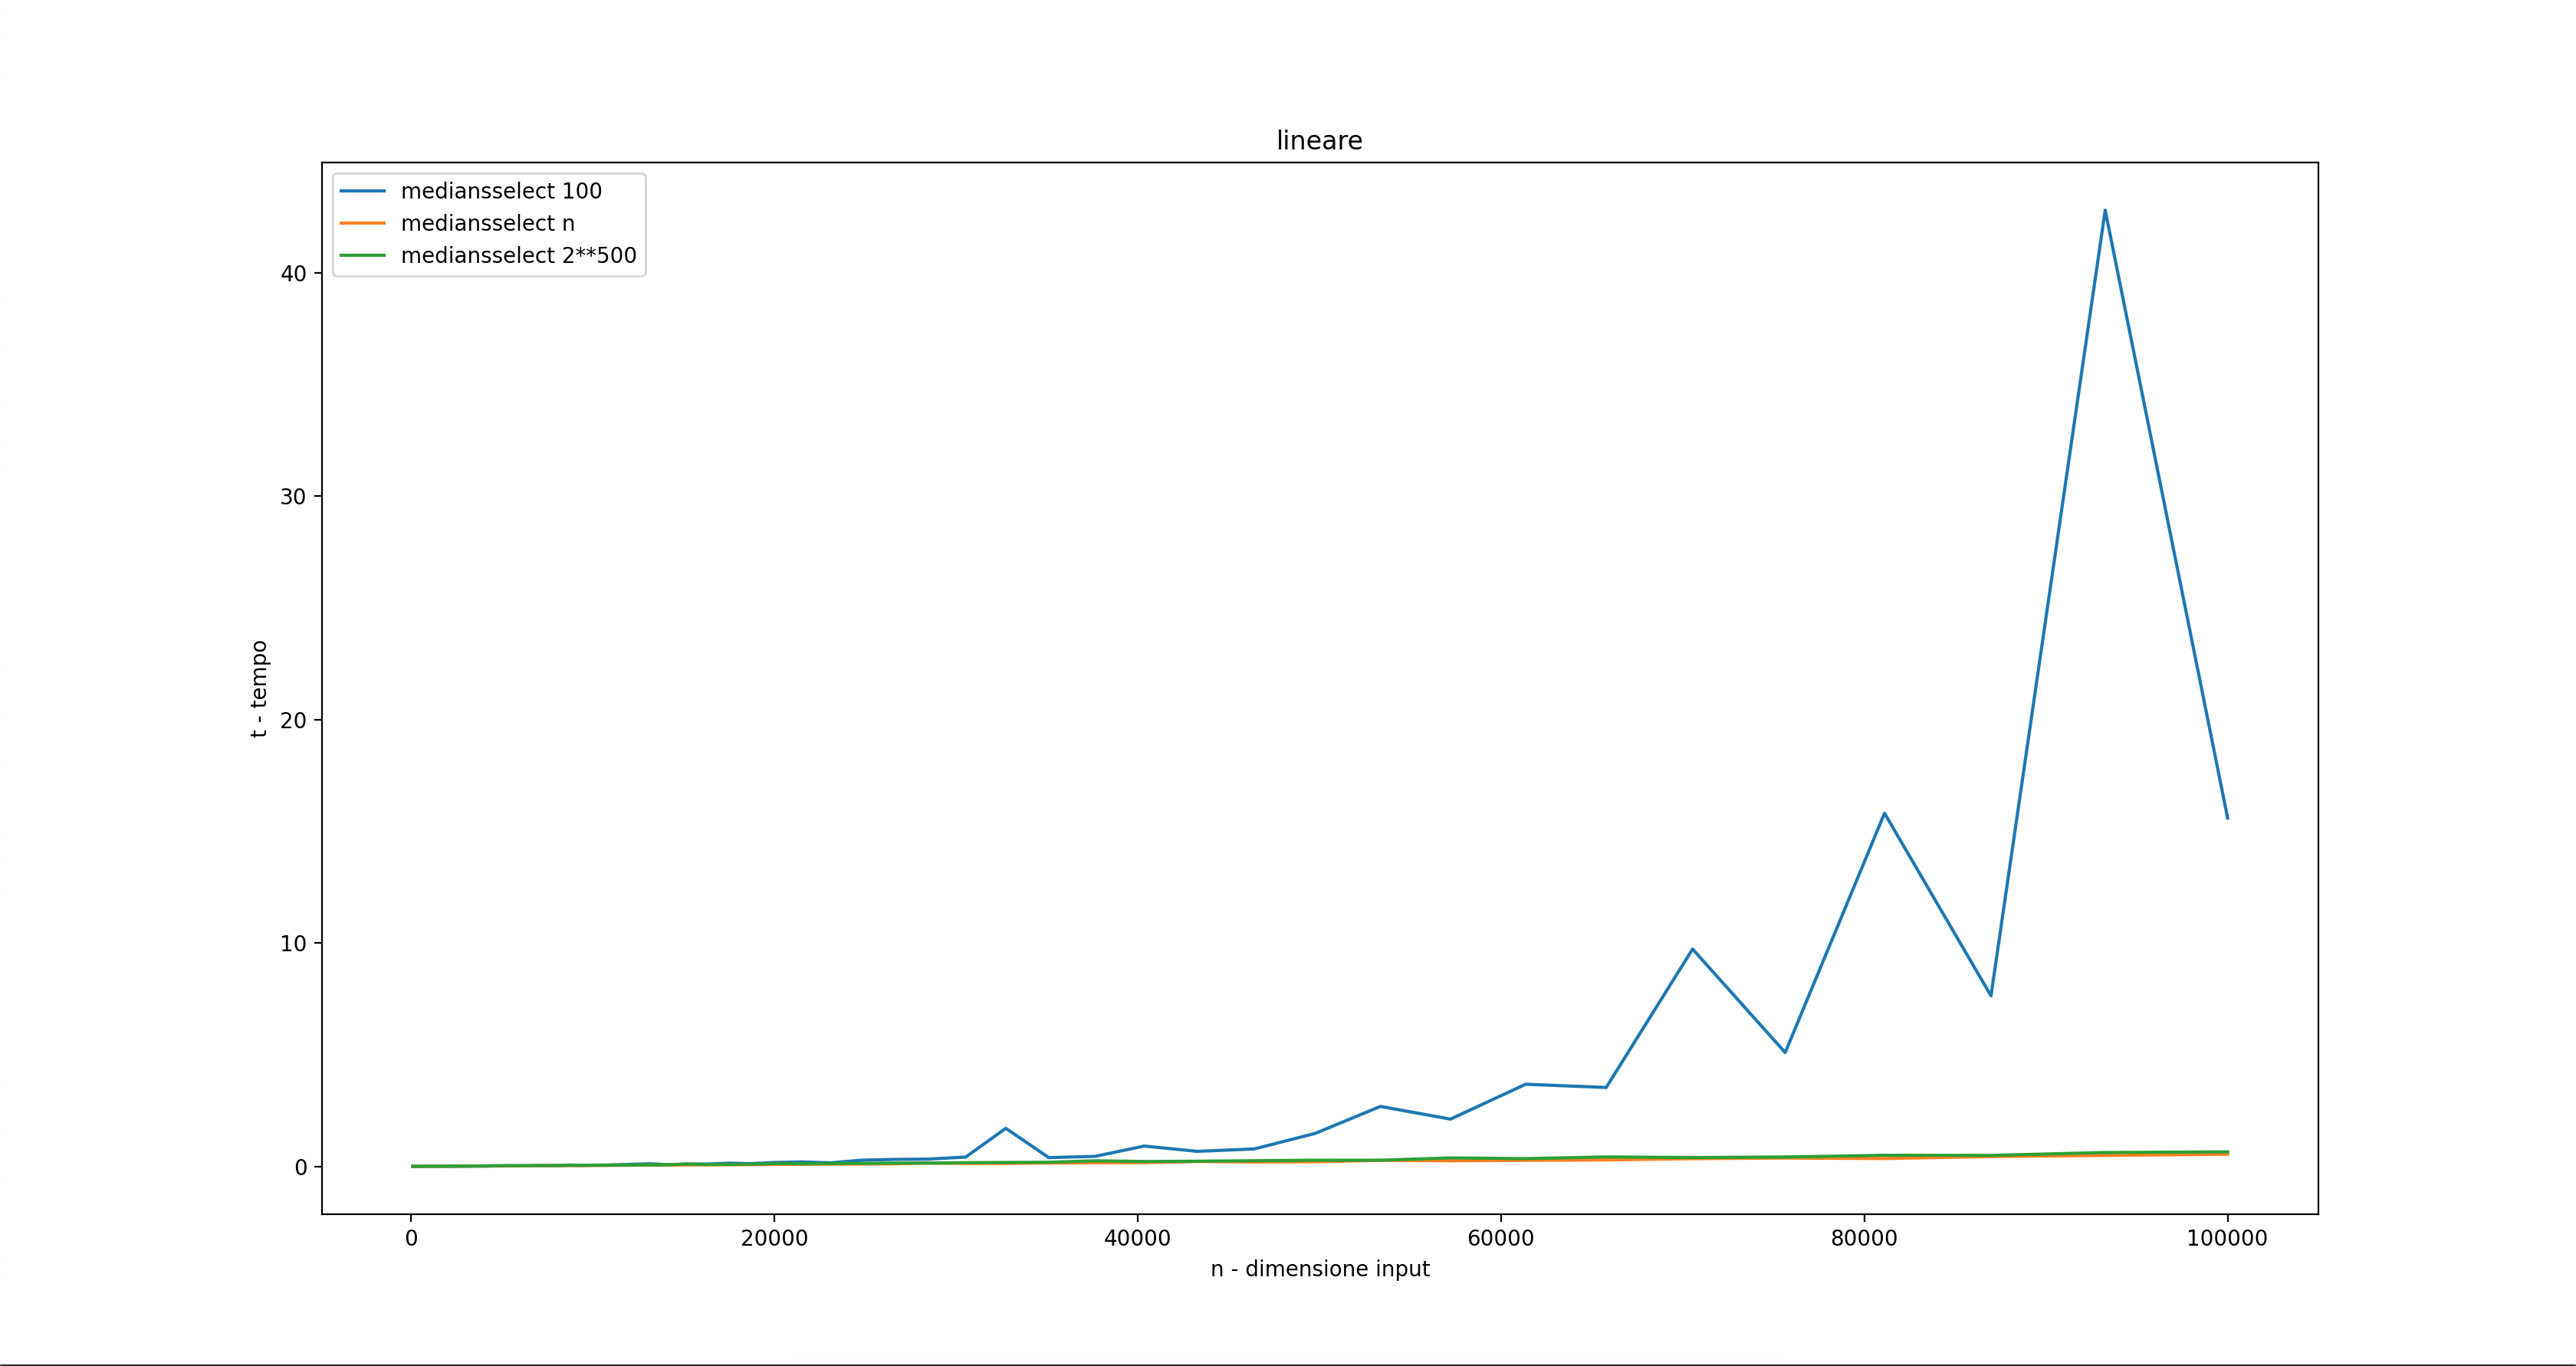 lineare
mediansselect 100
mediansselect n
mediansselect 2**500
40
30
20
10
0
t - tempo
0 20000 40000 60000 80000 100000
n - dimensione input